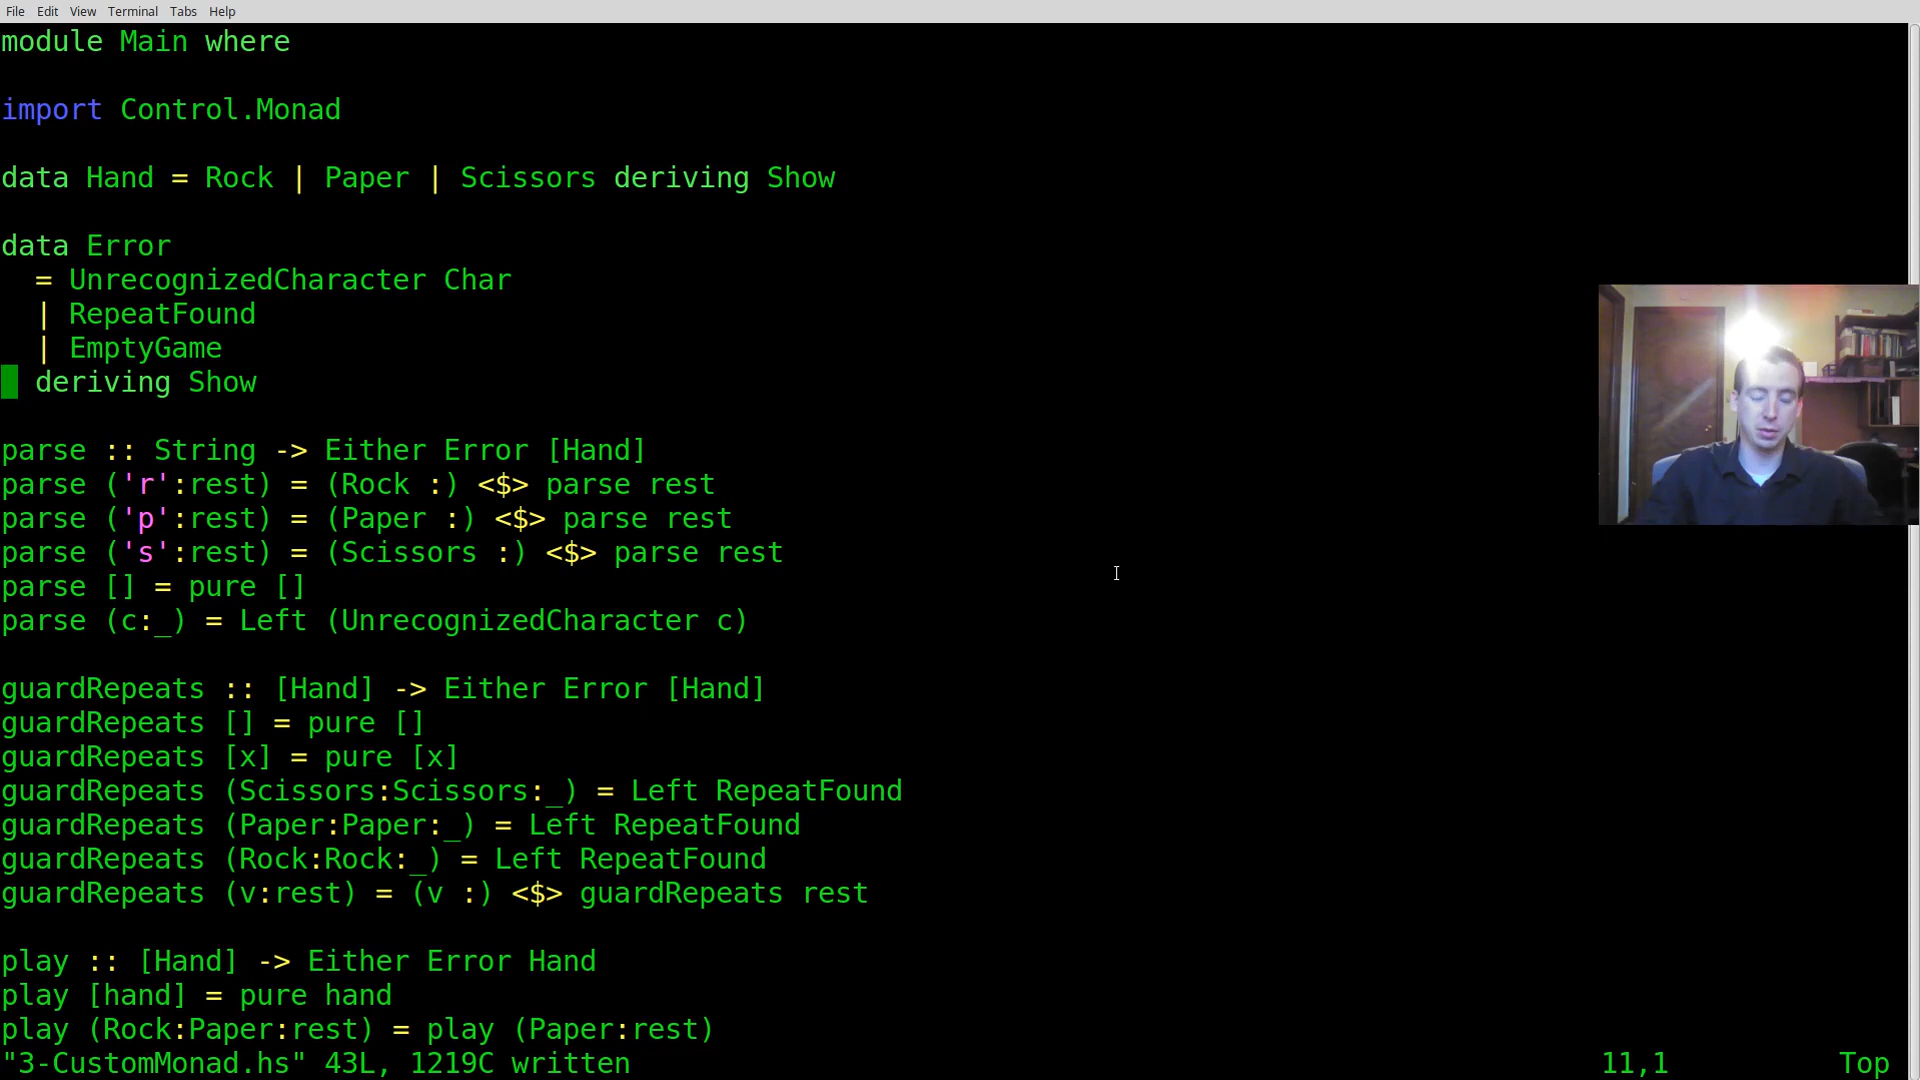 File Edit View Terminal Tabs Help
module Main where
import Control.Monad
data Hand = Rock | Paper | Scissors deriving Show
data Error
  = UnrecognizedCharacter Char
  | RepeatFound
  | EmptyGame
  deriving Show
parse :: String -> Either Error [Hand]
parse ('r':rest) = (Rock :) <$> parse rest
parse ('p':rest) = (Paper :) <$> parse rest
parse ('s':rest) = (Scissors :) <$> parse rest
parse [] = pure []
parse (c:_) = Left (UnrecognizedCharacter c)
guardRepeats :: [Hand] -> Either Error [Hand]
guardRepeats [] = pure []
guardRepeats [x] = pure [x]
guardRepeats (Scissors:Scissors:_) = Left RepeatFound
guardRepeats (Paper:Paper:_) = Left RepeatFound
guardRepeats (Rock:Rock:_) = Left RepeatFound
guardRepeats (v:rest) = (v :) <$> guardRepeats rest
play :: [Hand] -> Either Error Hand
play [hand] = pure hand
play (Rock:Paper:rest) = play (Paper:rest)
"3-CustomMonad.hs" 43L, 1219C written 11,1 Top